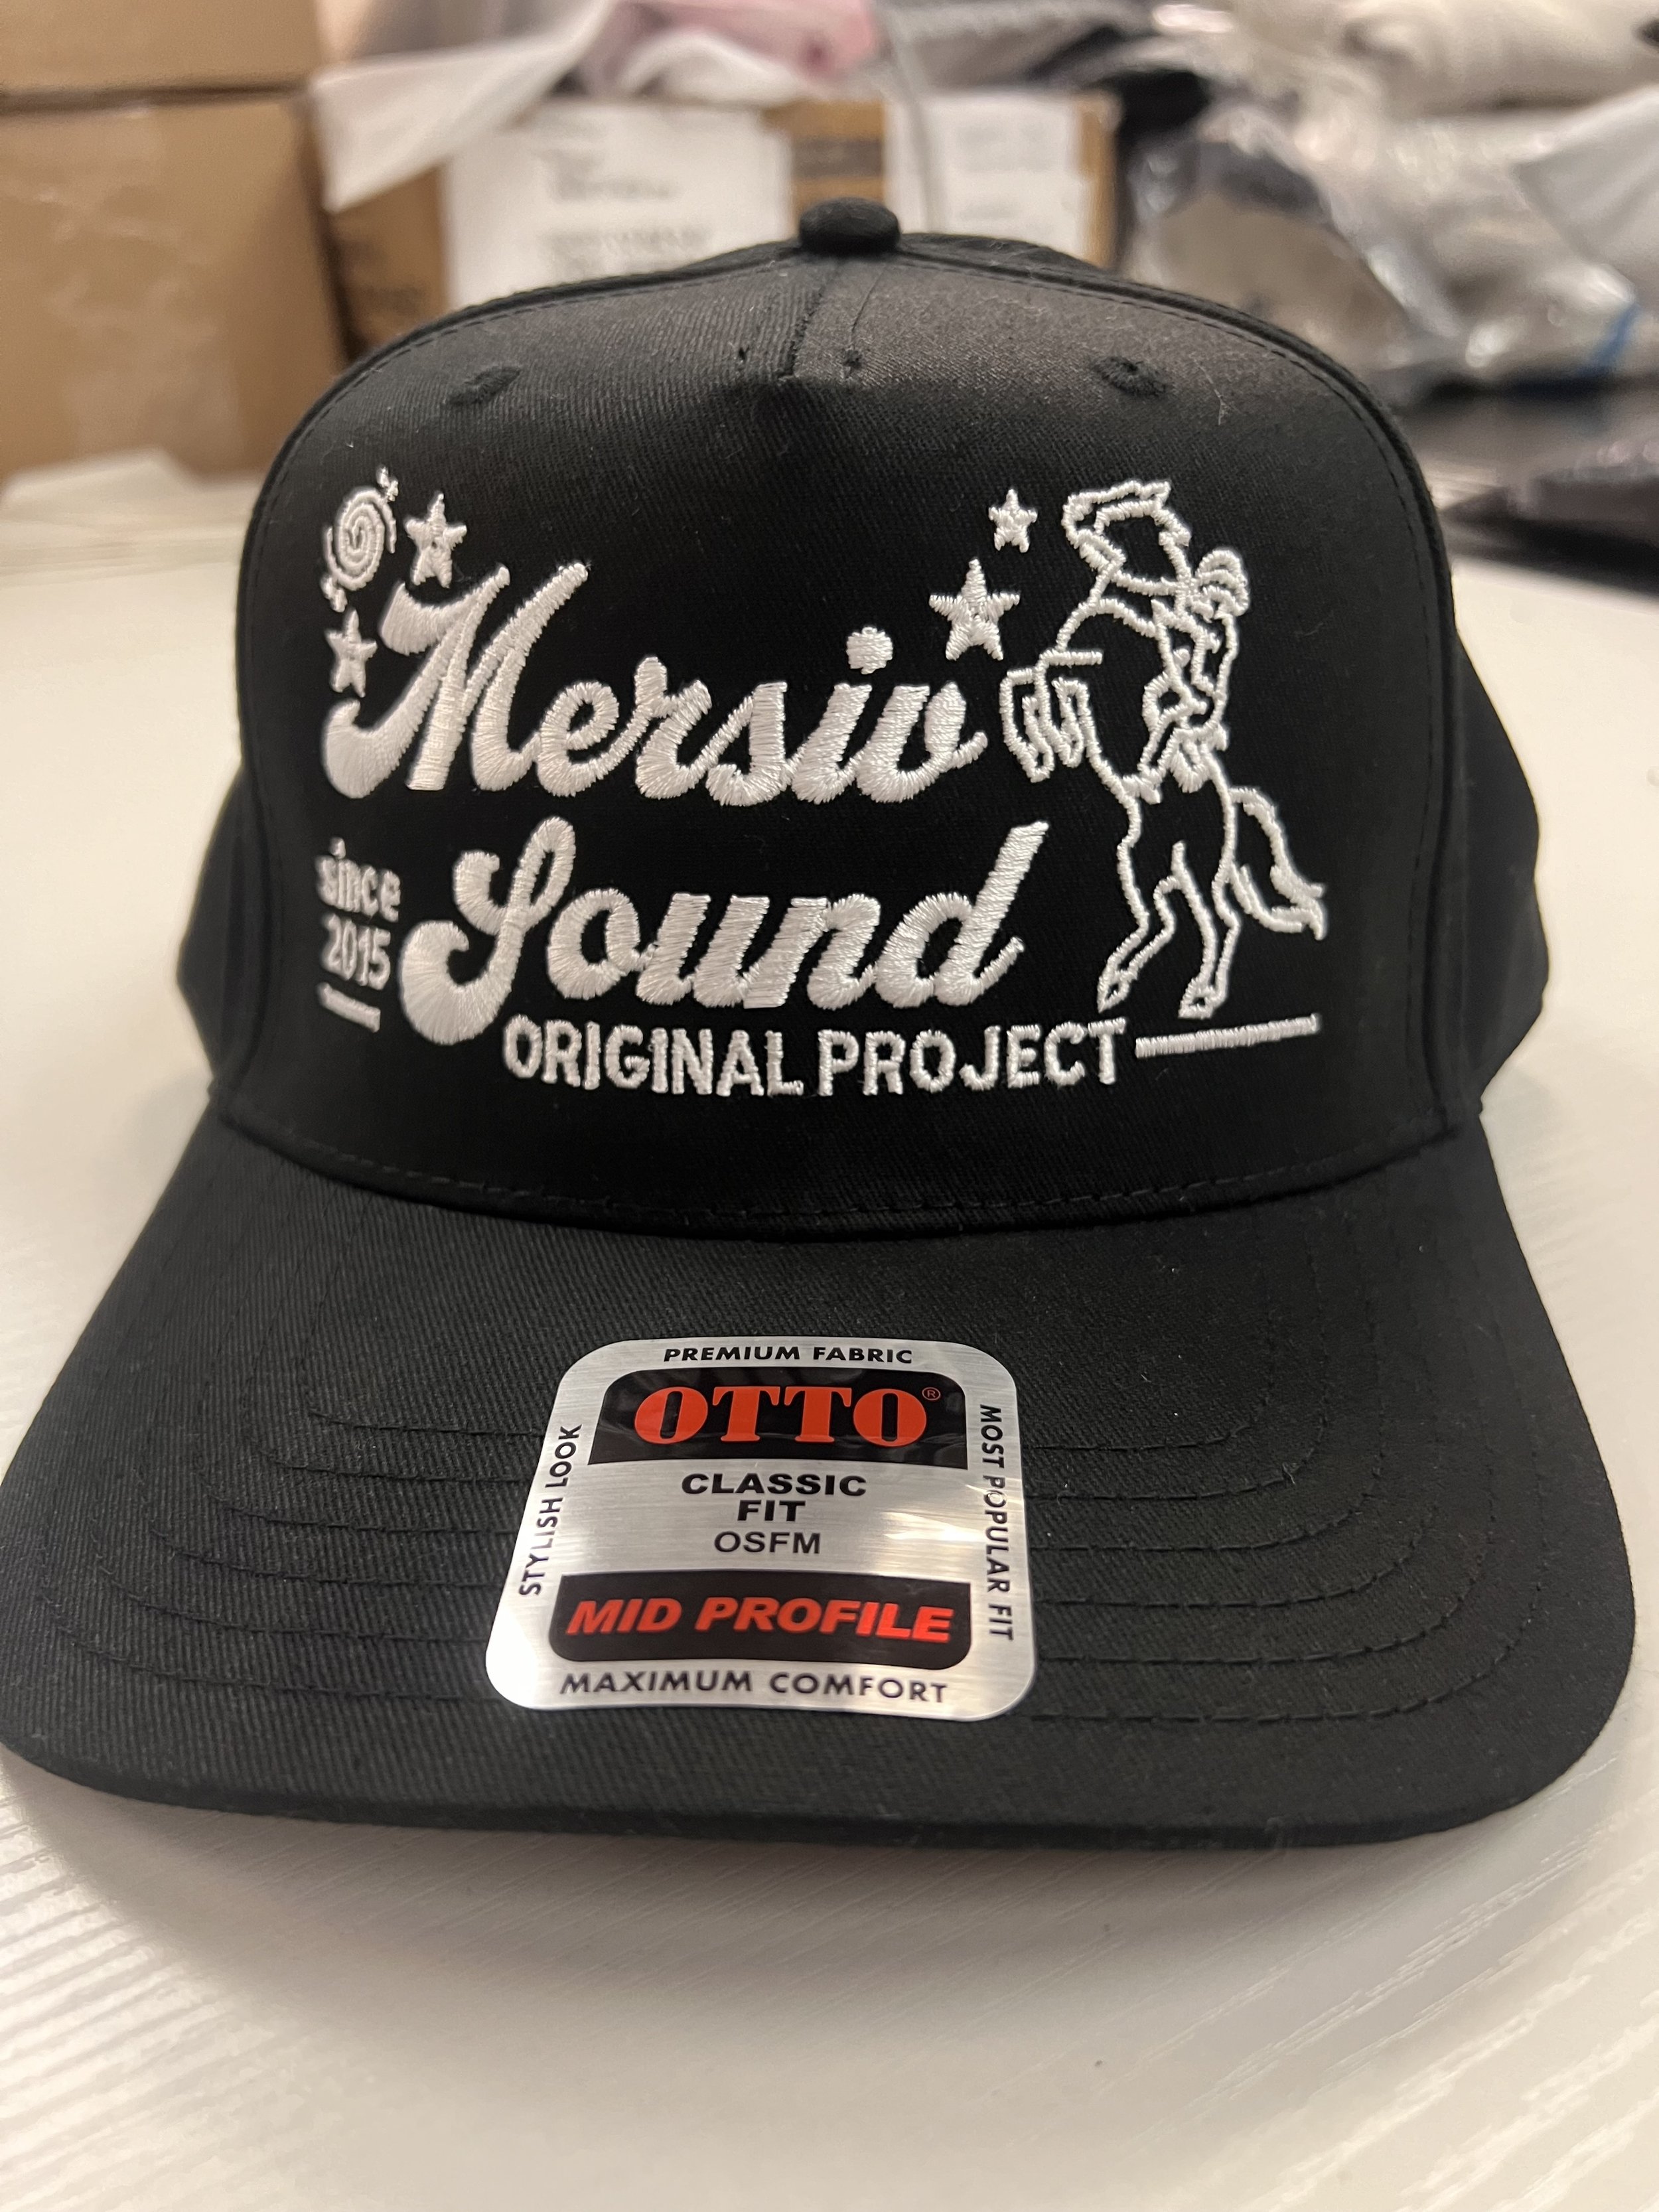 Mersiv
since
2015
Sound
ORIGINAL PROJECT
PREMIUM FABRIC
OTTO®
STYLISH LOOK
CLASSIC
FIT
OSFM
MOST POPULAR FIT
MID PROFILE
MAXIMUM COMFORT